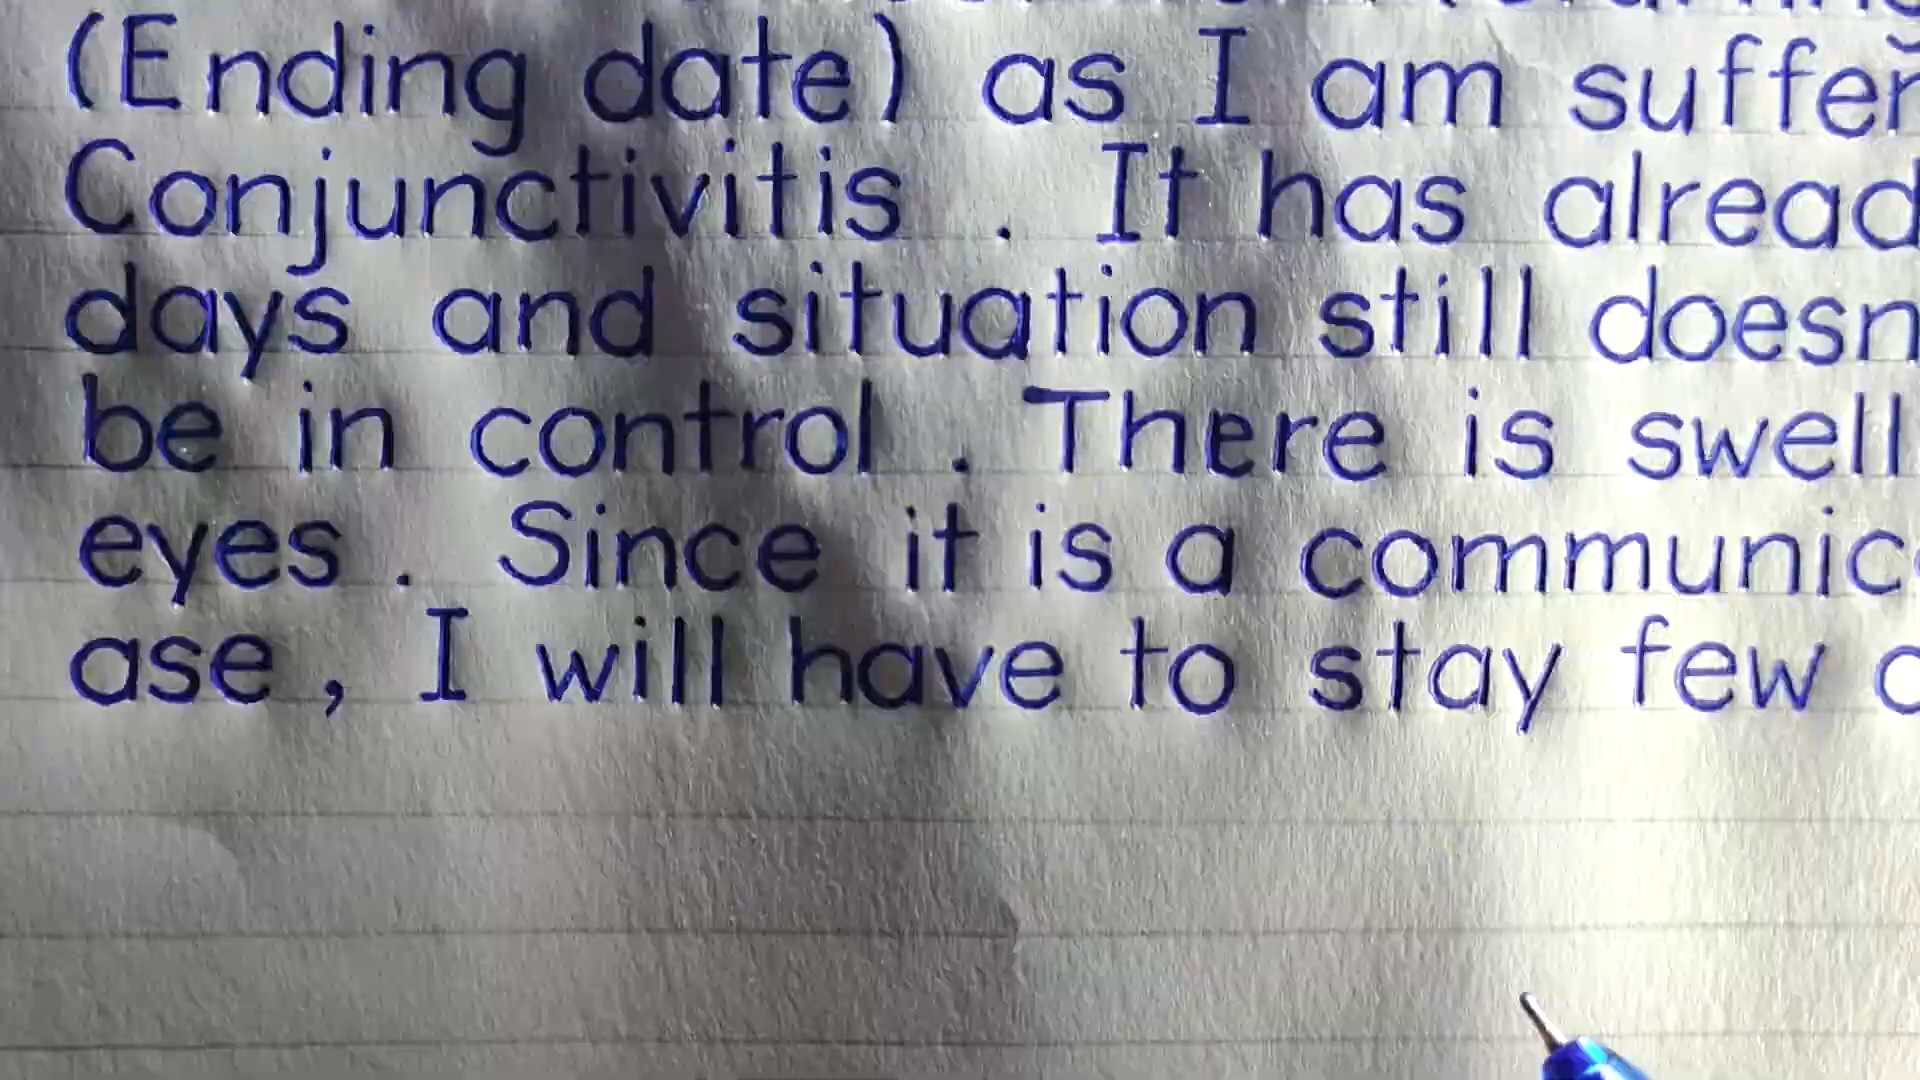 (Ending date) as I am suffer
Conjunctivitis . It has alread
days and situation still doesn
be in control . There is swell
eyes . Since it is a communic
ase , I will have to stay few